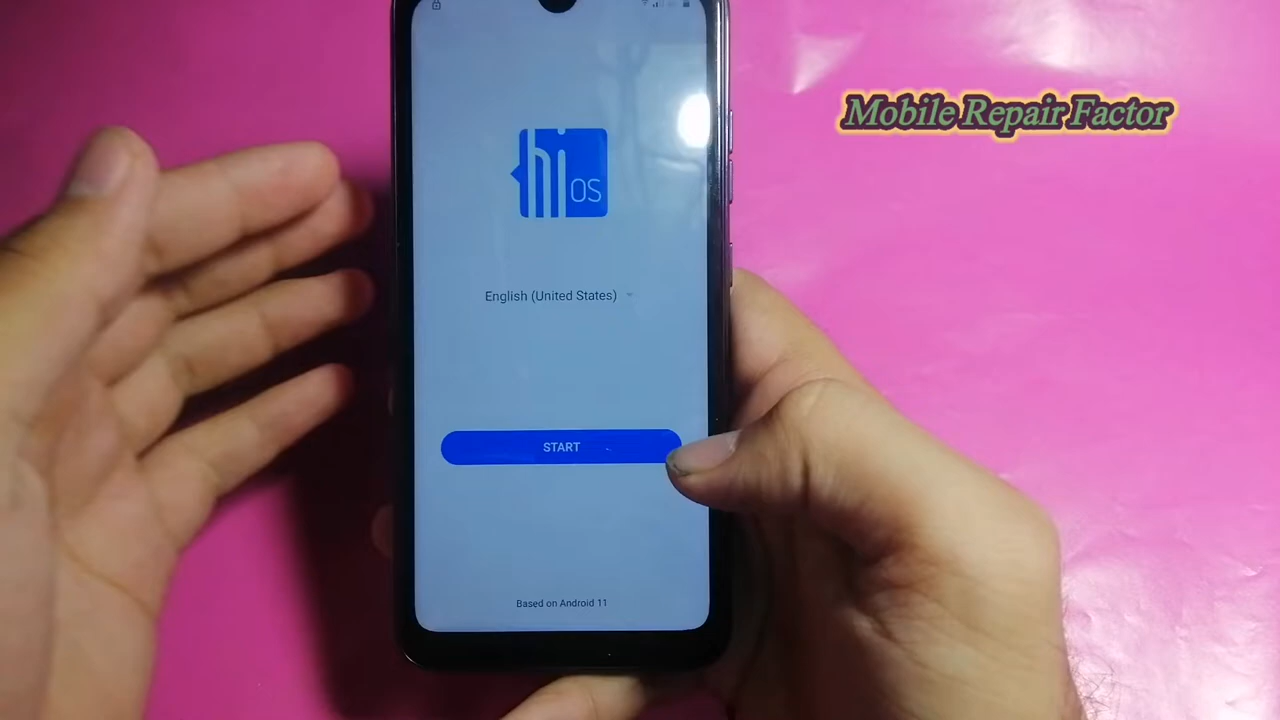 Mobile Repair Factor
hi OS
English (United States)
START
Based on Android 11